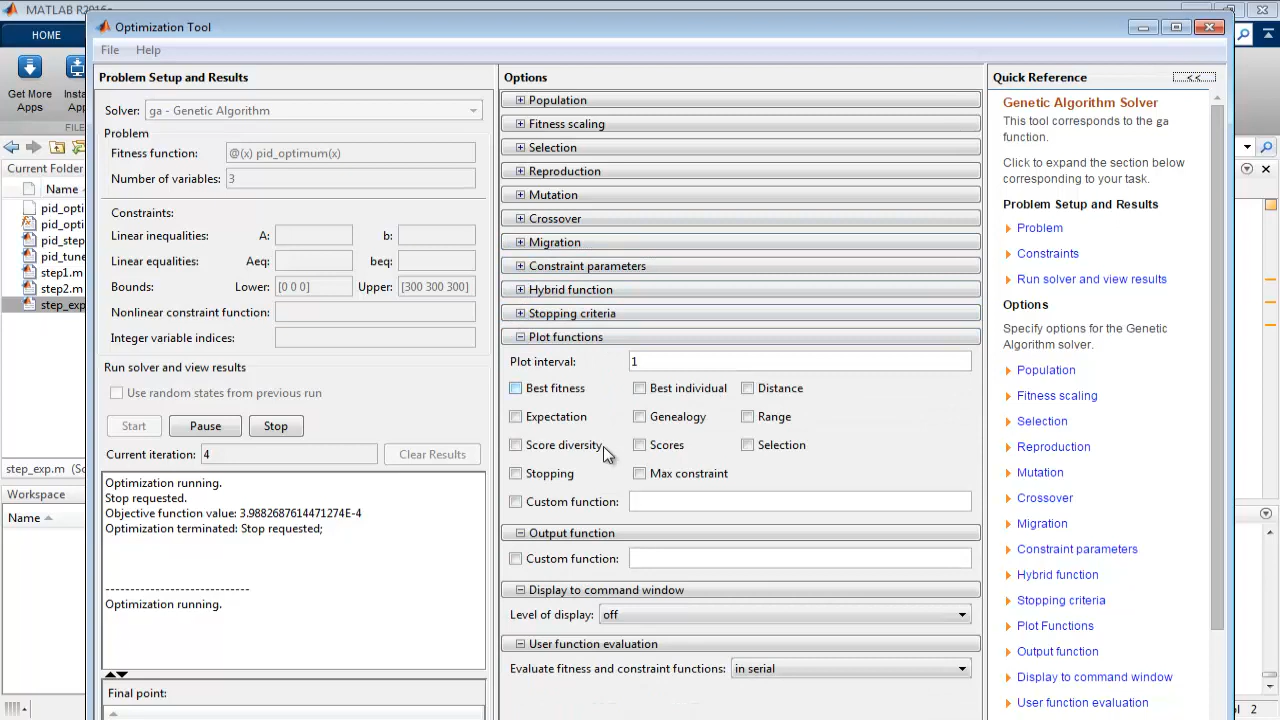 MATLAB R2016a
HOME
Get More
Apps
FILE
Current Folder
Name
step1.m
step2.m
step_exp.m
Workspace
Name
Optimization Tool
File Help
Problem Setup and Results
Solver: ga - Genetic Algorithm
Problem
Fitness function: @(x) pid_optimum(x)
Number of variables: 3
Constraints:
Linear inequalities: A: b:
Linear equalities: Aeq: beq:
Bounds: Lower: [0 0 0] Upper: [300 300 300]
Nonlinear constraint function:
Integer variable indices:
Run solver and view results
Use random states from previous run
Start Pause Stop
Current iteration: 4 Clear Results
Optimization running.
Stop requested.
Objective function value: 3.9882687614471274E-4
Optimization terminated: Stop requested;
----------------------------
Optimization running.
Final point:
Options
Population
Fitness scaling
Selection
Reproduction
Mutation
Crossover
Migration
Constraint parameters
Hybrid function
Stopping criteria
Plot functions
Plot interval: 1
Best fitness Best individual Distance
Expectation Genealogy Range
Score diversity Scores Selection
Stopping Max constraint
Custom function:
Output function
Custom function:
Display to command window
Level of display: off
User function evaluation
Evaluate fitness and constraint functions: in serial
Quick Reference <<
Genetic Algorithm Solver
This tool corresponds to the ga
function.
Click to expand the section below
corresponding to your task.
Problem Setup and Results
Problem
Constraints
Run solver and view results
Options
Specify options for the Genetic
Algorithm solver.
Population
Fitness scaling
Selection
Reproduction
Mutation
Crossover
Migration
Constraint parameters
Hybrid function
Stopping criteria
Plot Functions
Output function
Display to command window
User function evaluation
2